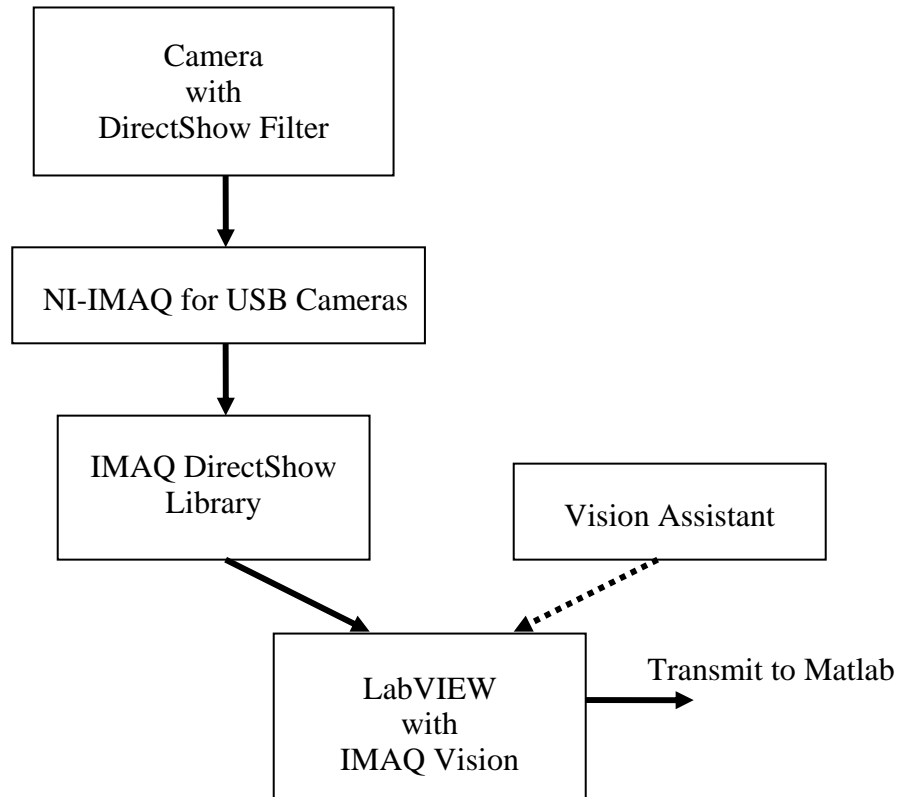 Camera
with
DirectShow Filter
NI-IMAQ for USB Cameras
IMAQ DirectShow
Library
Vision Assistant
LabVIEW
with
IMAQ Vision
Transmit to Matlab